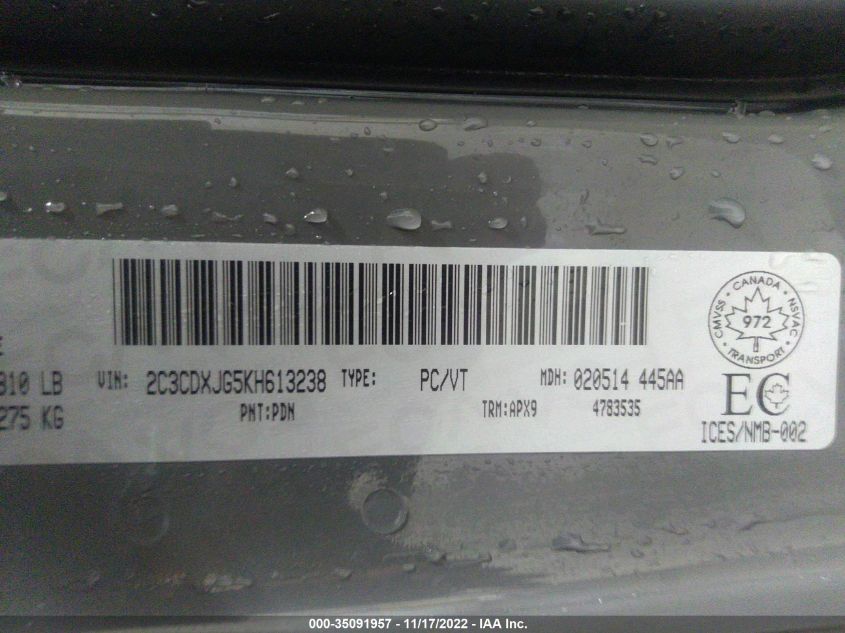 E
810 LB VIN: 2C3CDXJG5KH613238 TYPE: PC/VT MDH: 020514 445AA
275 KG PNT:PDN TRM:APX9 4783535
CMVSS • CANADA • NSVAC • TRANSPORT •
972
EC
ICES/NMB-002
000-35091957 - 11/17/2022 - IAA Inc.